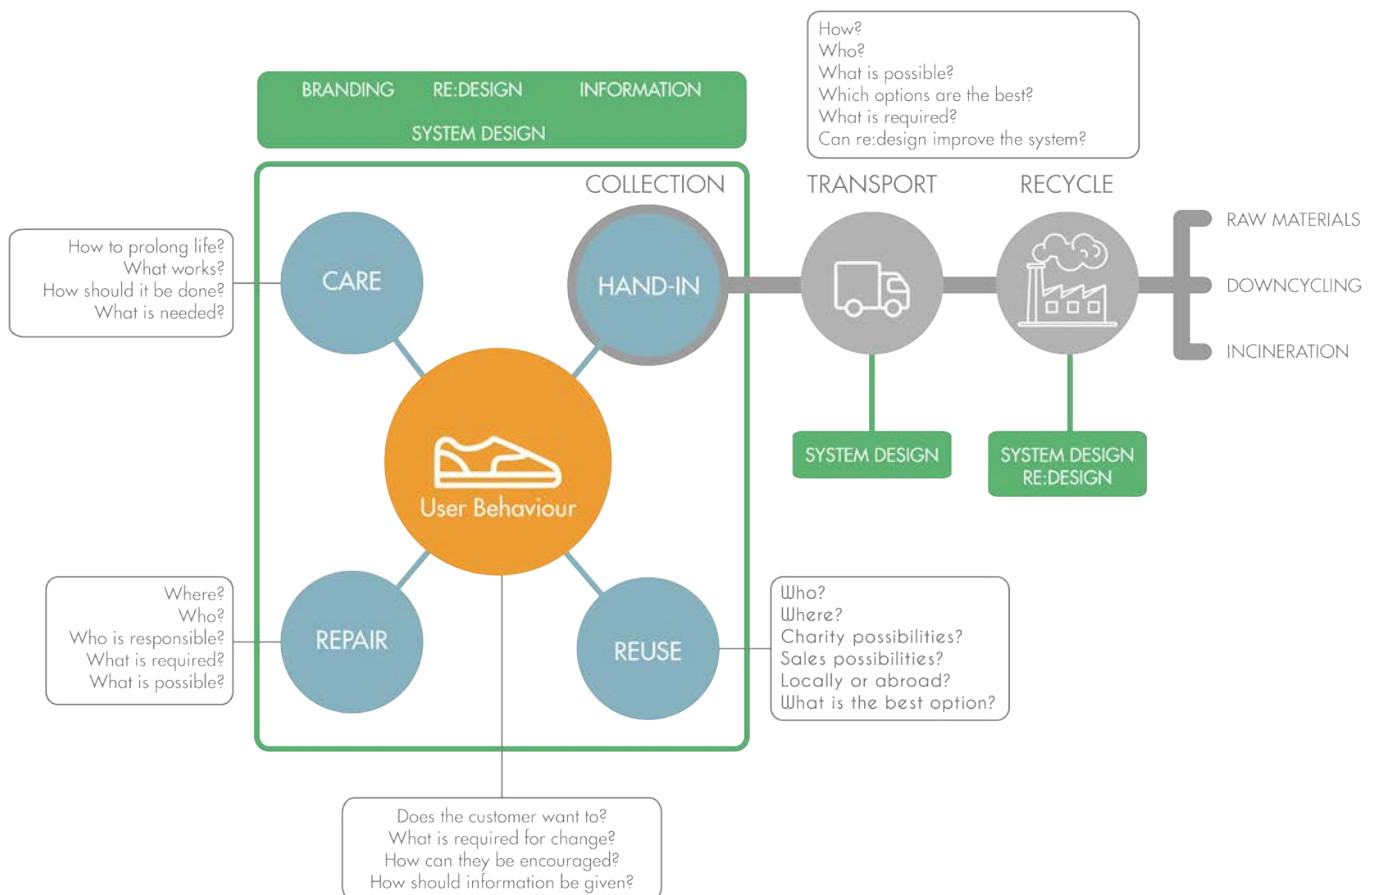 How?
Who?
What is possible?
Which options are the best?
What is required?
Can re:design improve the system?
BRANDING RE:DESIGN INFORMATION
SYSTEM DESIGN
COLLECTION TRANSPORT RECYCLE
How to prolong life?
What works?
How should it be done?
What is needed?
CARE
HAND-IN
RAW MATERIALS
DOWNCYCLING
INCINERATION
User Behaviour
SYSTEM DESIGN
SYSTEM DESIGN
RE:DESIGN
Where?
Who?
Who is responsible?
What is required?
What is possible?
REPAIR
REUSE
Who?
Where?
Charity possibilities?
Sales possibilities?
Locally or abroad?
What is the best option?
Does the customer want to?
What is required for change?
How can they be encouraged?
How should information be given?